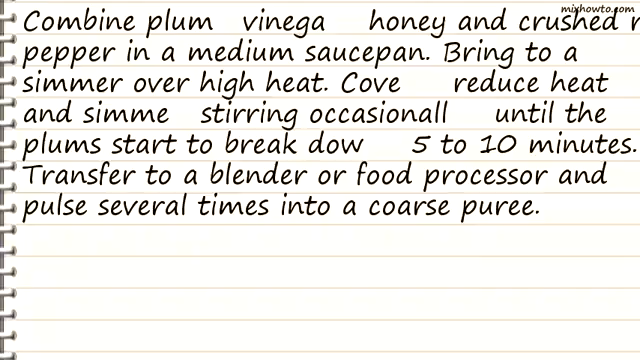 mixhowto.com
Combine plum vinega honey and crushed r
pepper in a medium saucepan. Bring to a
simmer over high heat. Cove reduce heat
and simme stirring occasionall until the
plums start to break dow 5 to 10 minutes.
Transfer to a blender or food processor and
pulse several times into a coarse puree.